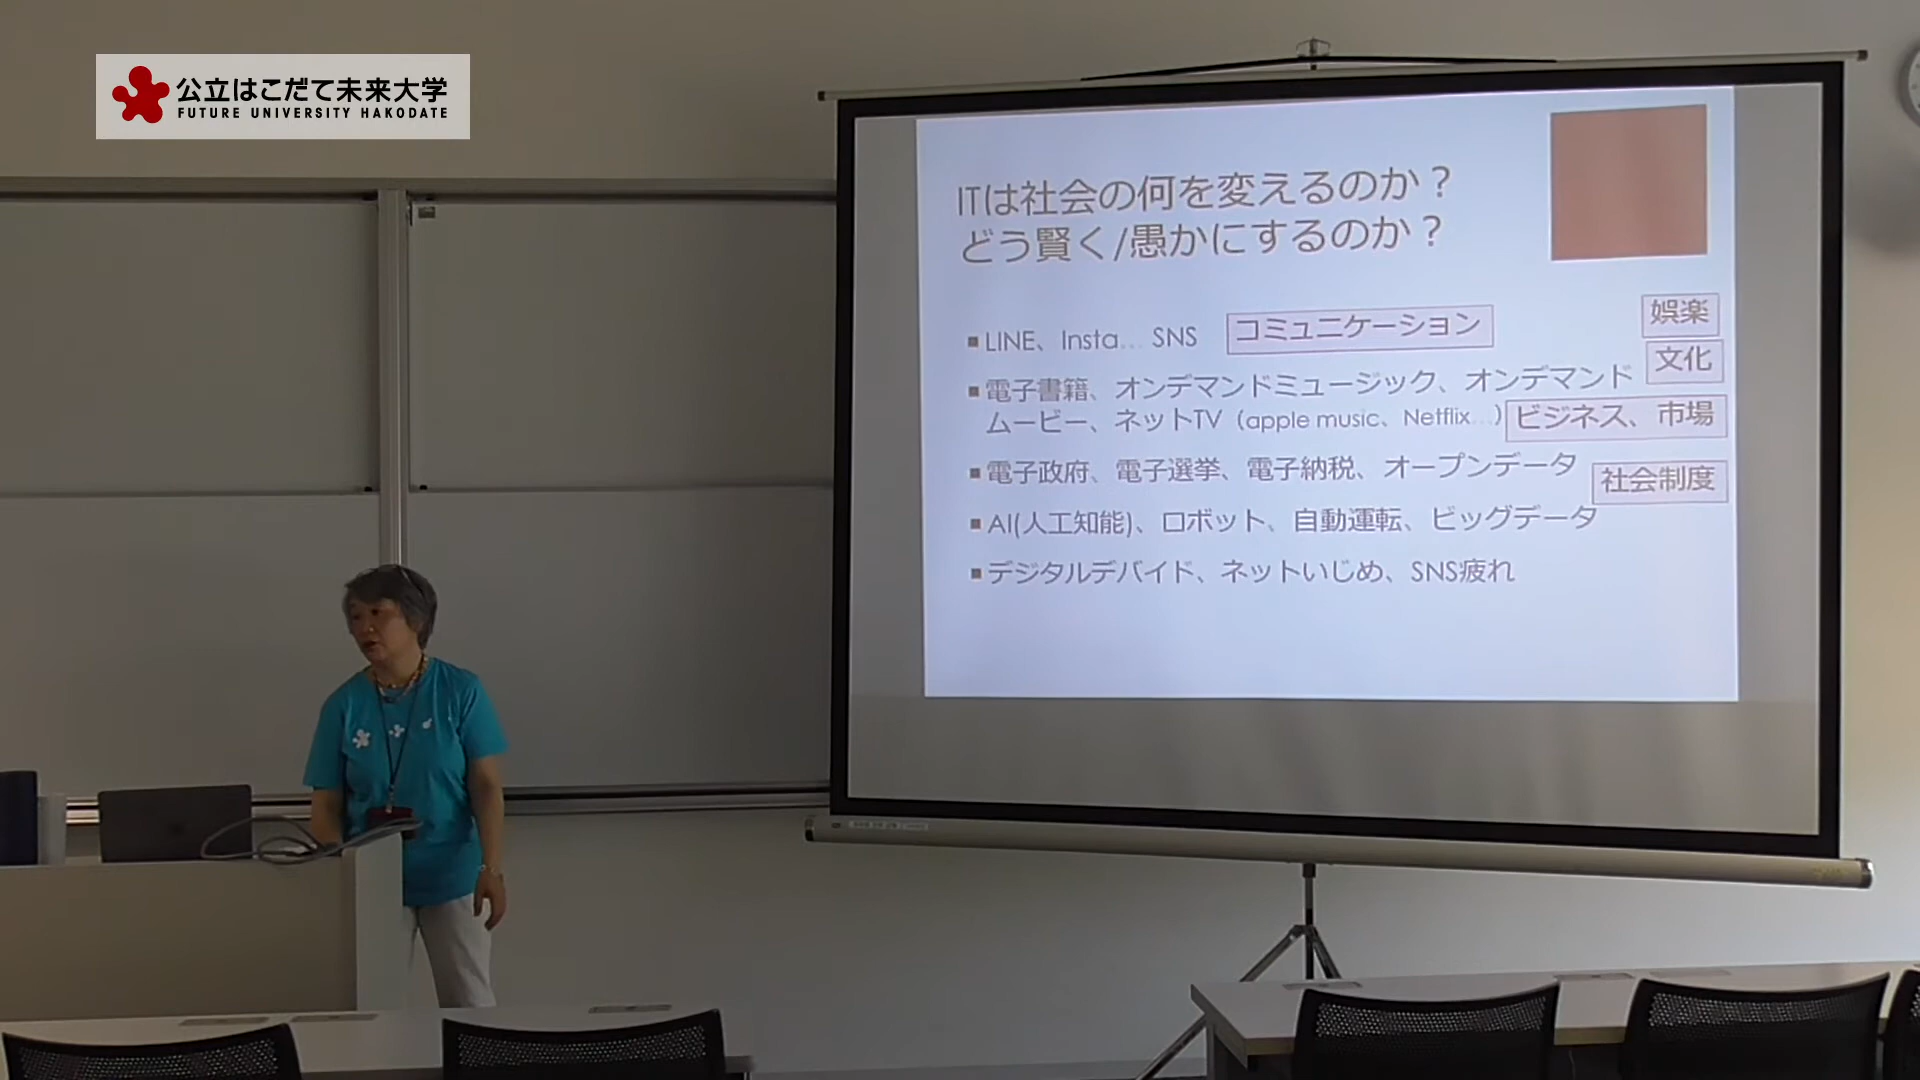 公立はこだて未来大学
FUTURE UNIVERSITY HAKODATE
ITは社会の何を変えるのか？
どう賢く/愚かにするのか？
■LINE、Insta… SNS
コミュニケーション
娯楽
文化
■電子書籍、オンデマンドミュージック、オンデマンド
ムービー、ネットTV（apple music、Netflix…）
ビジネス、市場
■電子政府、電子選挙、電子納税、オープンデータ
社会制度
■AI(人工知能)、ロボット、自動運転、ビッグデータ
■デジタルデバイド、ネットいじめ、SNS疲れ